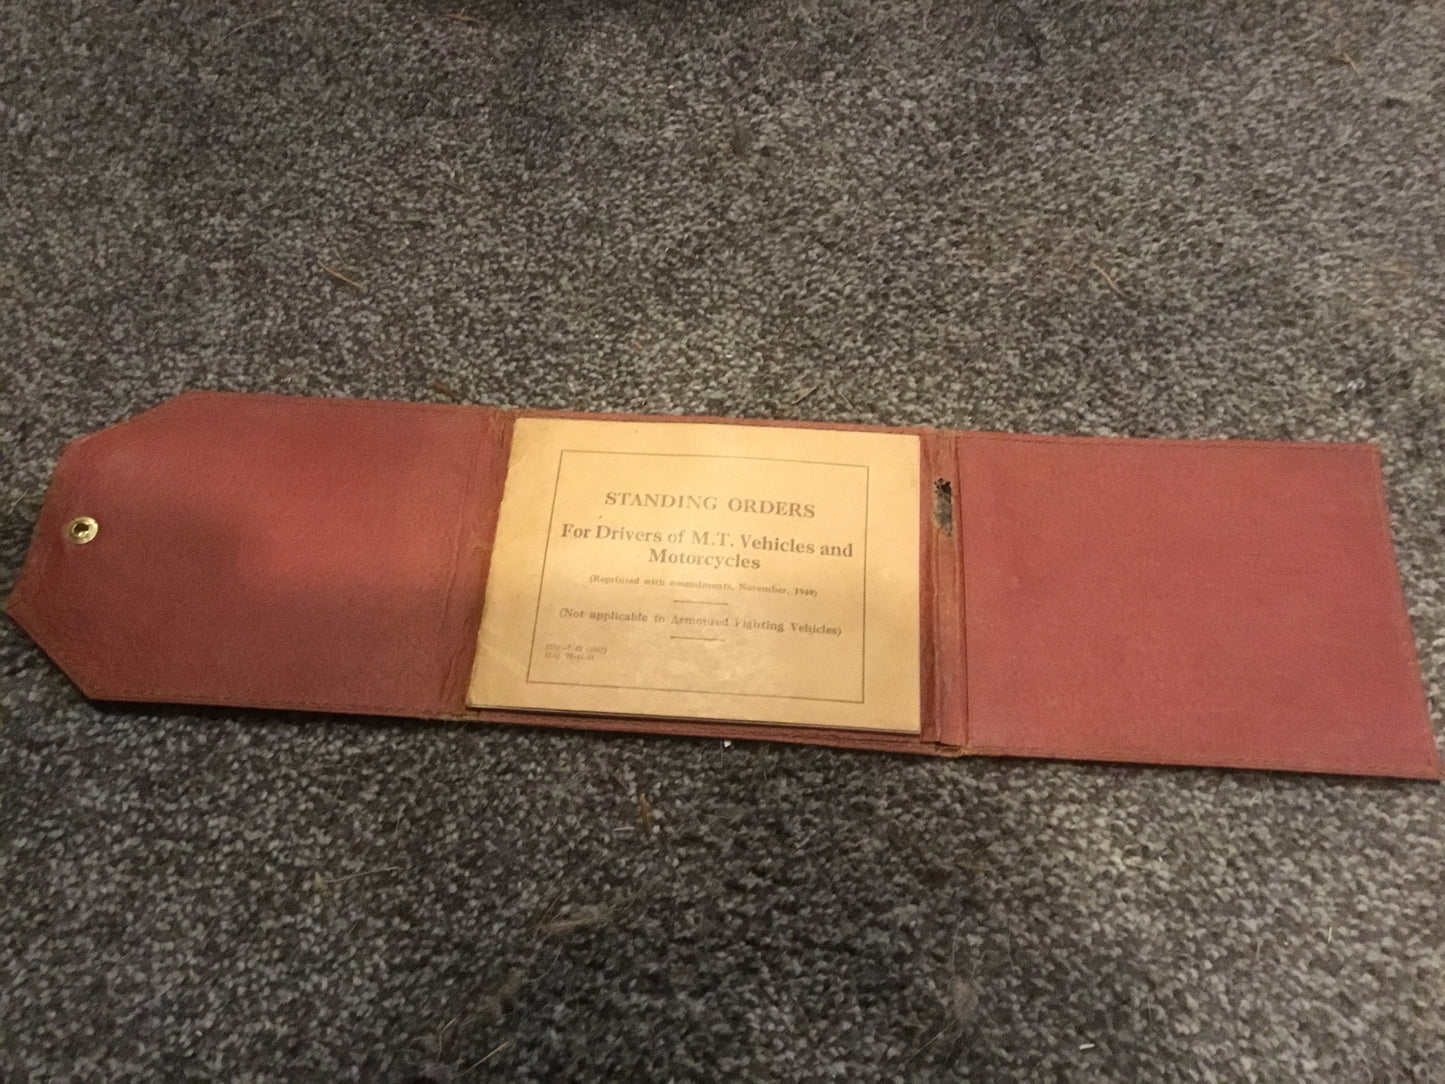 STANDING ORDERS
For Drivers of M.T. Vehicles and
Motorcycles
(Reprinted with amendments, November, 1940)
(Not applicable to Armoured Fighting Vehicles)
H.Q.